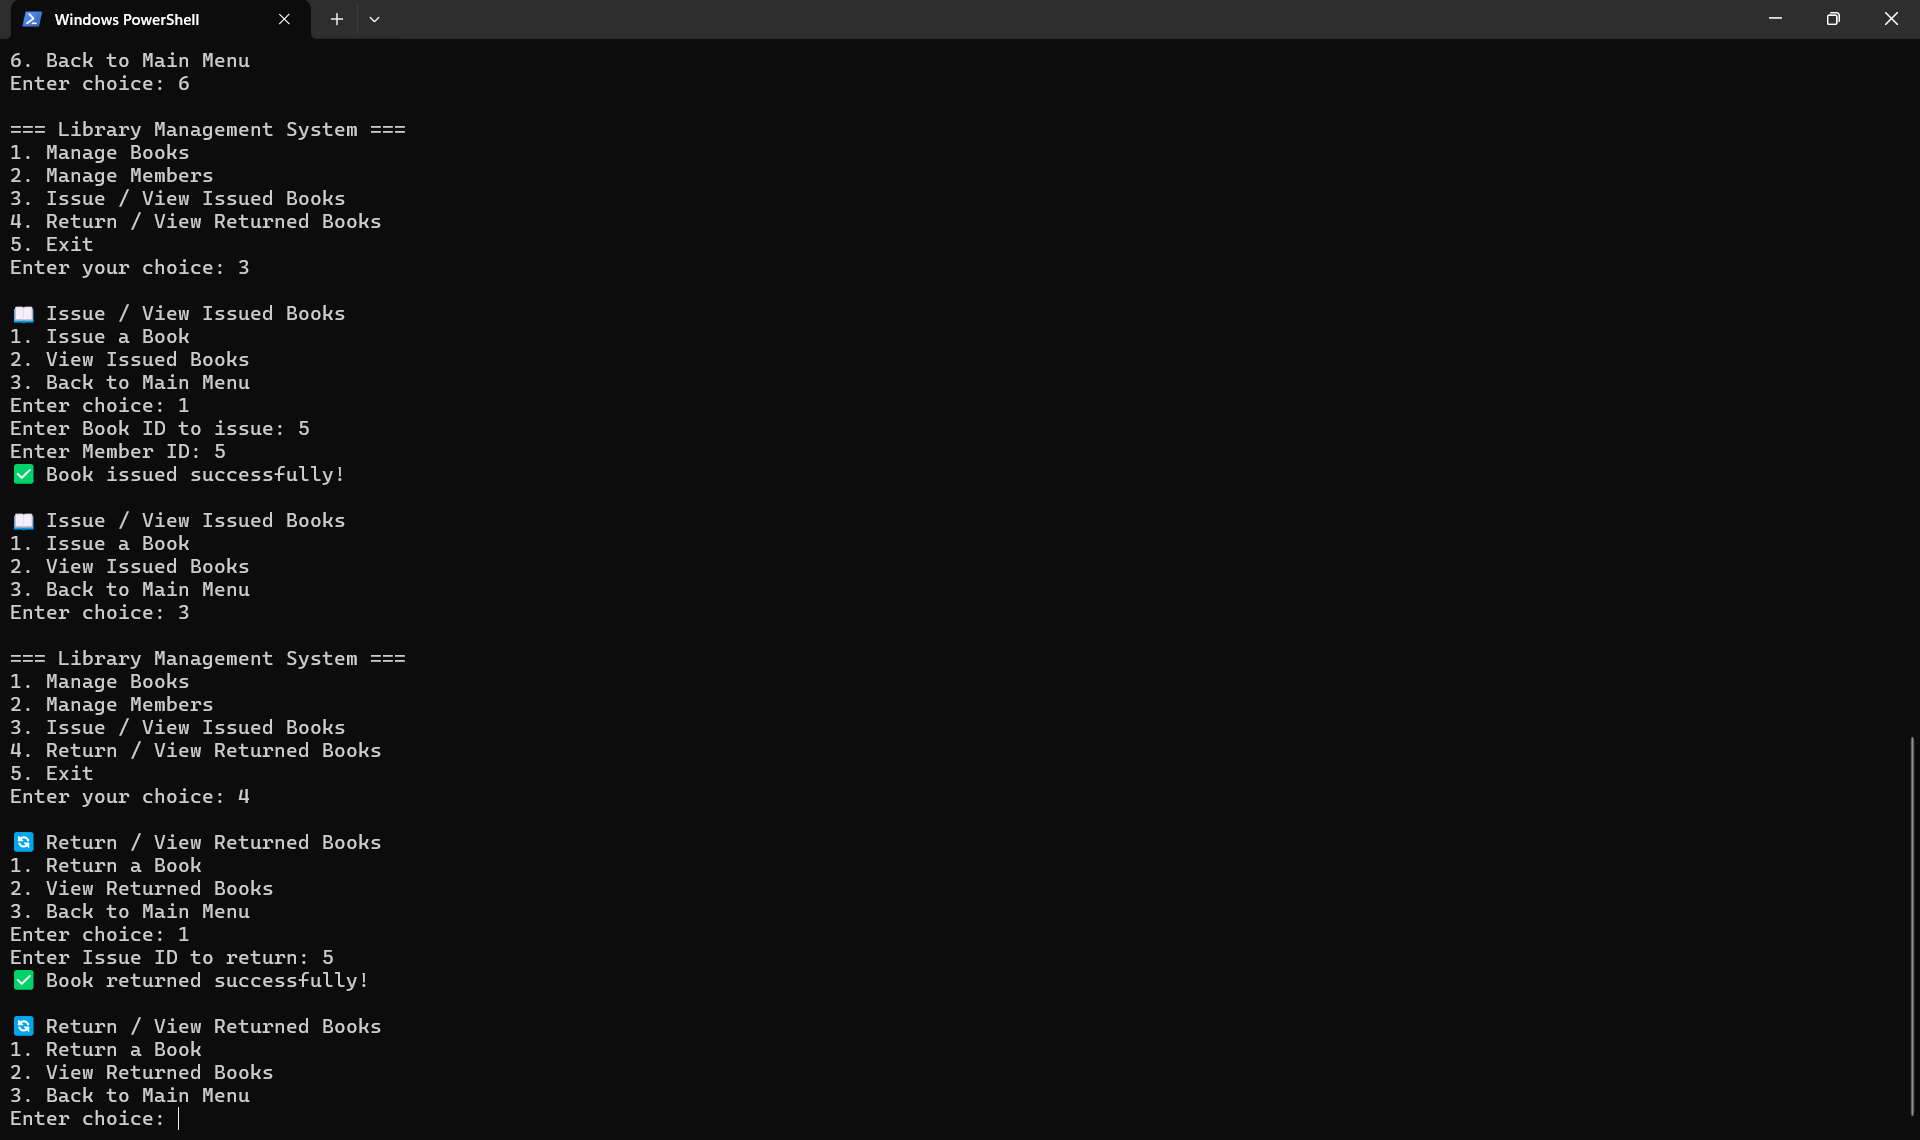 Windows PowerShell
6. Back to Main Menu
Enter choice: 6
=== Library Management System ===
1. Manage Books
2. Manage Members
3. Issue / View Issued Books
4. Return / View Returned Books
5. Exit
Enter your choice: 3
📖 Issue / View Issued Books
1. Issue a Book
2. View Issued Books
3. Back to Main Menu
Enter choice: 1
Enter Book ID to issue: 5
Enter Member ID: 5
✅ Book issued successfully!
📖 Issue / View Issued Books
1. Issue a Book
2. View Issued Books
3. Back to Main Menu
Enter choice: 3
=== Library Management System ===
1. Manage Books
2. Manage Members
3. Issue / View Issued Books
4. Return / View Returned Books
5. Exit
Enter your choice: 4
🔄 Return / View Returned Books
1. Return a Book
2. View Returned Books
3. Back to Main Menu
Enter choice: 1
Enter Issue ID to return: 5
✅ Book returned successfully!
🔄 Return / View Returned Books
1. Return a Book
2. View Returned Books
3. Back to Main Menu
Enter choice: